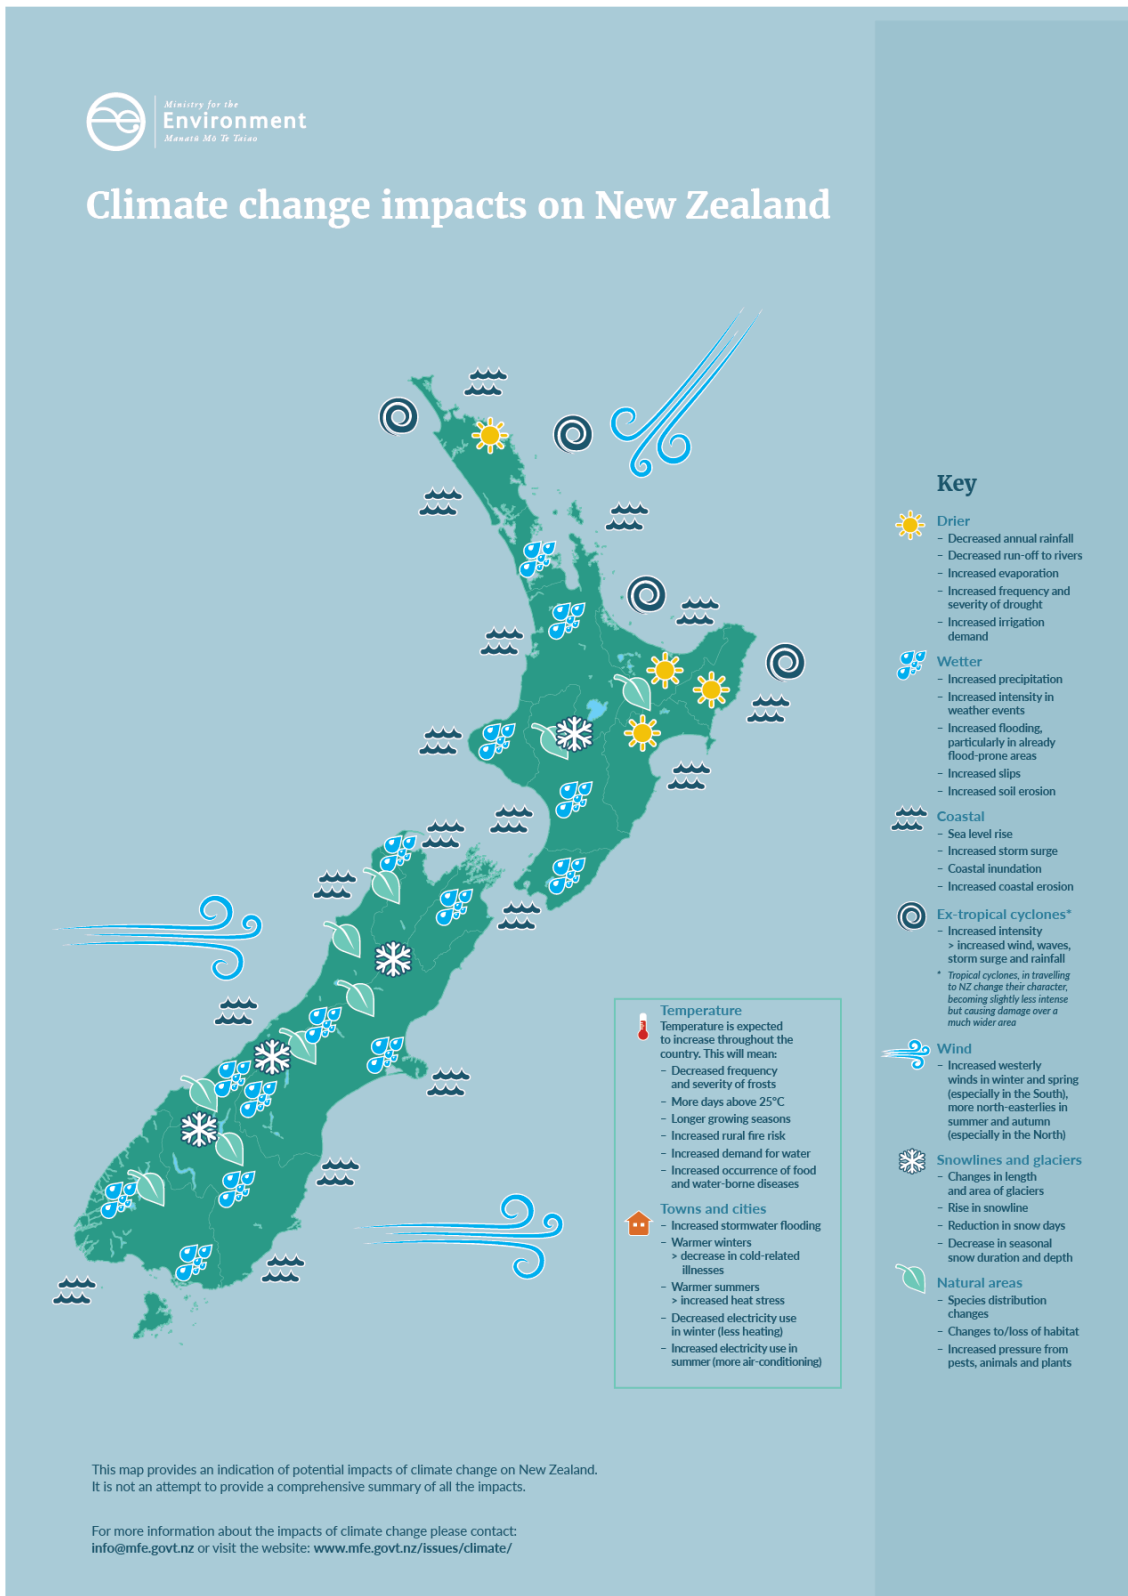 Ministry for the
Environment
Manatū Mō Te Taiao
Climate change impacts on New Zealand
Key
Drier
– Decreased annual rainfall
– Decreased run-off to rivers
– Increased evaporation
– Increased frequency and
severity of drought
– Increased irrigation
demand
Wetter
– Increased precipitation
– Increased intensity in
weather events
– Increased flooding,
particularly in already
flood-prone areas
– Increased slips
– Increased soil erosion
Coastal
– Sea level rise
– Increased storm surge
– Coastal inundation
– Increased coastal erosion
Ex-tropical cyclones*
– Increased intensity
> increased wind, waves,
storm surge and rainfall
* Tropical cyclones, in travelling
to NZ change their character,
becoming slightly less intense
but causing damage over a
much wider area
Wind
– Increased westerly
winds in winter and spring
(especially in the South),
more north-easterlies in
summer and autumn
(especially in the North)
Snowlines and glaciers
– Changes in length
and area of glaciers
– Rise in snowline
– Reduction in snow days
– Decrease in seasonal
snow duration and depth
Natural areas
– Species distribution
changes
– Changes to/loss of habitat
– Increased pressure from
pests, animals and plants
Temperature
Temperature is expected
to increase throughout the
country. This will mean:
– Decreased frequency
and severity of frosts
– More days above 25°C
– Longer growing seasons
– Increased rural fire risk
– Increased demand for water
– Increased occurrence of food
and water-borne diseases
Towns and cities
– Increased stormwater flooding
– Warmer winters
> decrease in cold-related
illnesses
– Warmer summers
> increased heat stress
– Decreased electricity use
in winter (less heating)
– Increased electricity use in
summer (more air-conditioning)
This map provides an indication of potential impacts of climate change on New Zealand.
It is not an attempt to provide a comprehensive summary of all the impacts.
For more information about the impacts of climate change please contact:
info@mfe.govt.nz or visit the website: www.mfe.govt.nz/issues/climate/